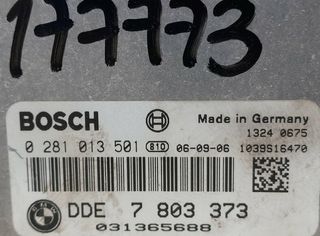 177773
BOSCH
Made in Germany
1324 0675
0 281 013 501 810 06-09-06 1039S16470
BMW
DDE 7 803 373
031365688